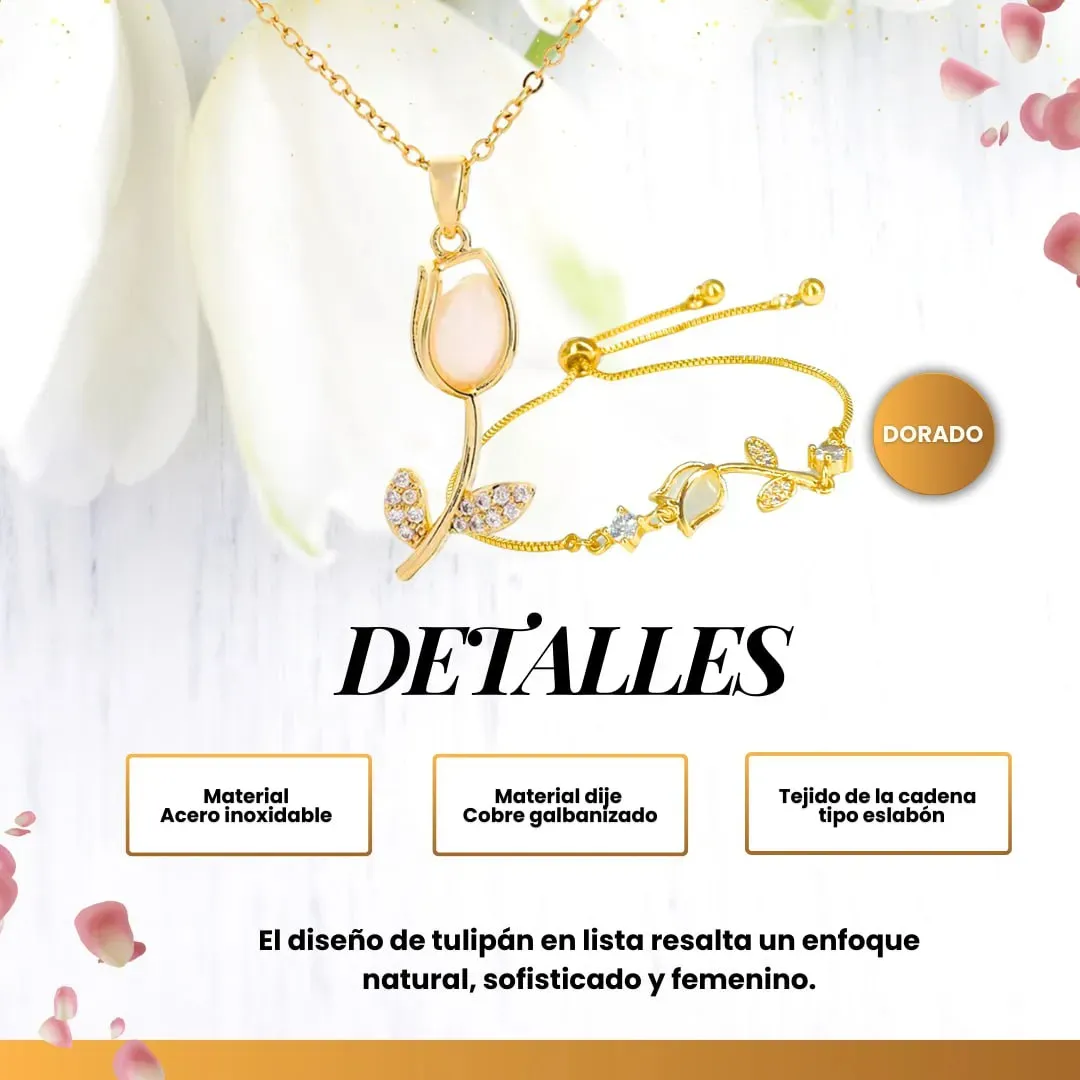 DORADO
DETALLES
Material
Acero inoxidable
Material dije
Cobre galbanizado
Tejido de la cadena
tipo eslabón
El diseño de tulipán en lista resalta un enfoque
natural, sofisticado y femenino.